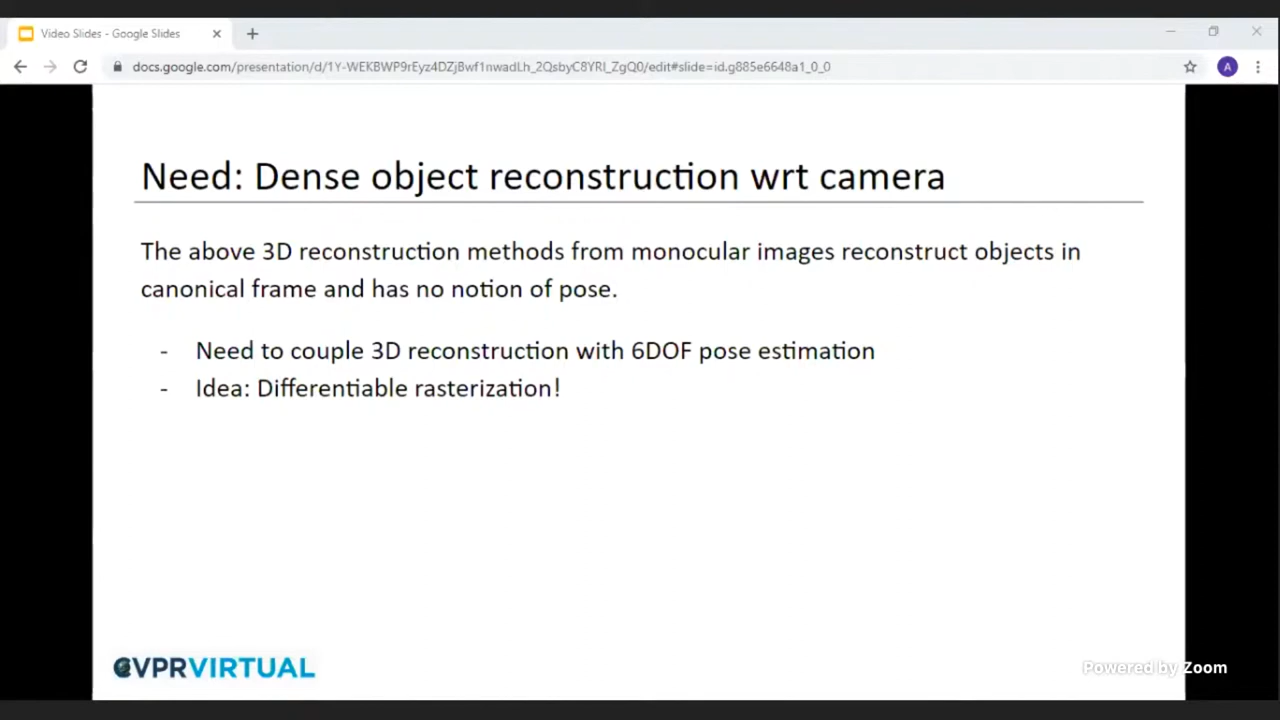 Video Slides - Google Slides
docs.google.com/presentation/d/1Y-WEKBWP9rEyz4DZjBwf1nwadLh_2QsbyC8YRl_ZgQ0/edit#slide=id.g885e6648a1_0_0
A
Need: Dense object reconstruction wrt camera
The above 3D reconstruction methods from monocular images reconstruct objects in
canonical frame and has no notion of pose.
- Need to couple 3D reconstruction with 6DOF pose estimation
- Idea: Differentiable rasterization!
CVPRVIRTUAL
Powered by Zoom